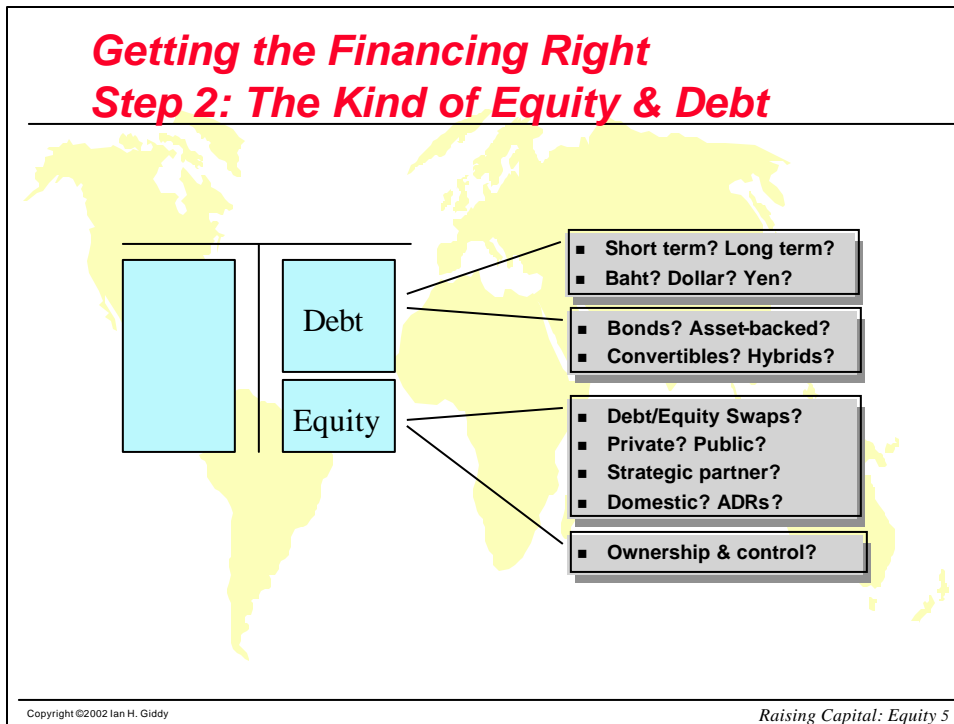 Getting the Financing Right
Step 2: The Kind of Equity & Debt
Debt
Equity
■ Short term? Long term?
■ Baht? Dollar? Yen?
■ Bonds? Asset-backed?
■ Convertibles? Hybrids?
■ Debt/Equity Swaps?
■ Private? Public?
■ Strategic partner?
■ Domestic? ADRs?
■ Ownership & control?
Copyright ©2002 Ian H. Giddy
Raising Capital: Equity 5